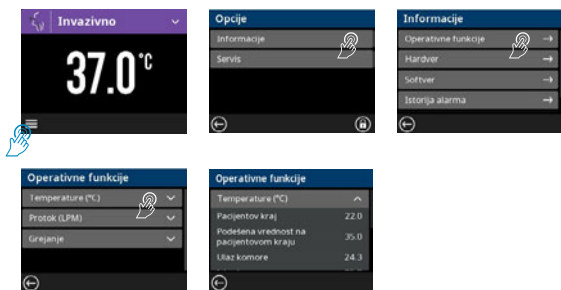 Invazivno
37.0°C
Opcije
Informacije
Servis
Informacije
Operativne funkcije
Hardver
Softver
Istorija alarma
Operativne funkcije
Temperature (°C)
Protok (LPM)
Grejanje
Operativne funkcije
Temperature (°C)
Pacijentov kraj 22.0
Podešena vrednost na
pacijentovom kraju 35.0
Ulaz komore 24.3